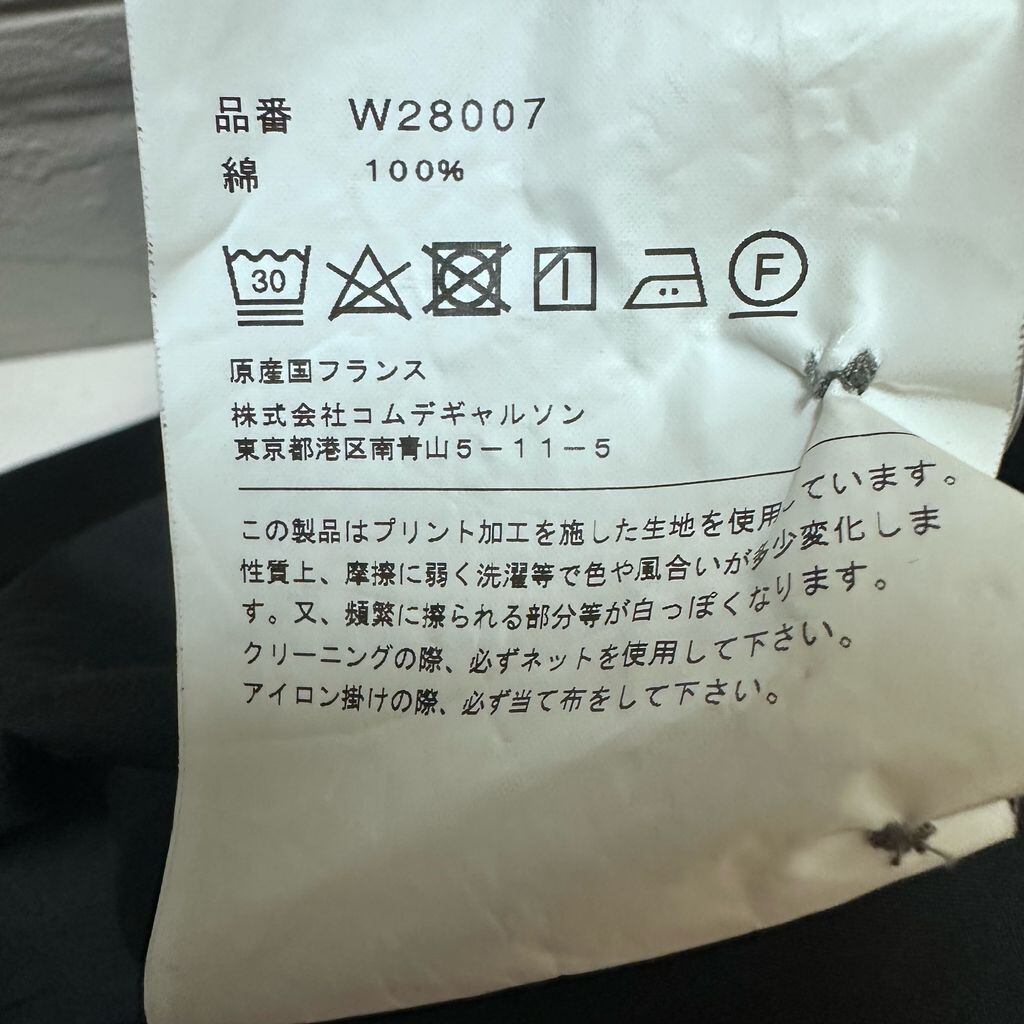 品番 W28007
綿 100%
30
F
原産国フランス
株式会社コムデギャルソン
東京都港区南青山5-11-5
この製品はプリント加工を施した生地を使用しています。
性質上、摩擦に弱く洗濯等で色や風合いが多少変化しま
す。又、頻繁に擦られる部分等が白っぽくなります。
クリーニングの際、必ずネットを使用して下さい。
アイロン掛けの際、必ず当て布をして下さい。